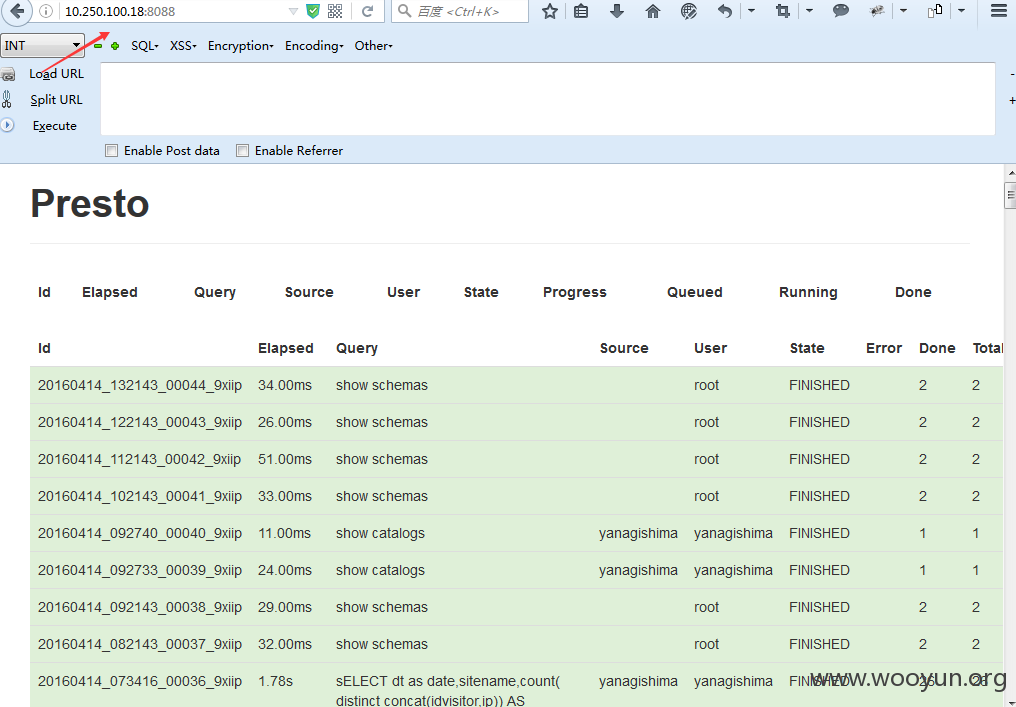 10.250.100.18:8088
百度 <Ctrl+K>
INT SQL XSS Encryption Encoding Other
Load URL
Split URL
Execute
Enable Post data Enable Referrer
Presto
Id Elapsed Query Source User State Progress Queued Running Done
Id Elapsed Query Source User State Error Done Total
20160414_132143_00044_9xiip 34.00ms show schemas root FINISHED 2 2
20160414_122143_00043_9xiip 26.00ms show schemas root FINISHED 2 2
20160414_112143_00042_9xiip 51.00ms show schemas root FINISHED 2 2
20160414_102143_00041_9xiip 33.00ms show schemas root FINISHED 2 2
20160414_092740_00040_9xiip 11.00ms show catalogs yanagishima yanagishima FINISHED 1 1
20160414_092733_00039_9xiip 24.00ms show catalogs yanagishima yanagishima FINISHED 1 1
20160414_092143_00038_9xiip 29.00ms show schemas root FINISHED 2 2
20160414_082143_00037_9xiip 32.00ms show schemas root FINISHED 2 2
20160414_073416_00036_9xiip 1.78s sELECT dt as date,sitename,count( yanagishima yanagishima FINISHED
distinct concat(idvisitor,ip)) AS
www.wooyun.org